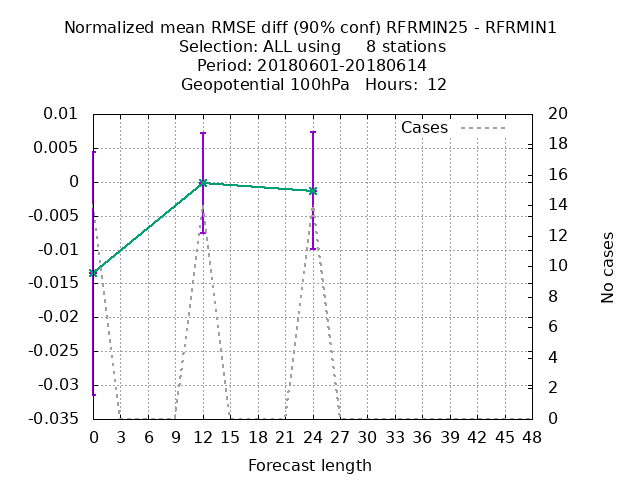 Normalized mean RMSE diff (90% conf) RFRMIN25 - RFRMIN1
Selection: ALL using     8 stations
Period: 20180601-20180614
Geopotential 100hPa   Hours:  12
Cases
0.01
0.005
0
-0.005
-0.01
-0.015
-0.02
-0.025
-0.03
-0.035
20
18
16
14
12
10
8
6
4
2
0
No cases
0 3 6 9 12 15 18 21 24 27 30 33 36 39 42 45 48
Forecast length